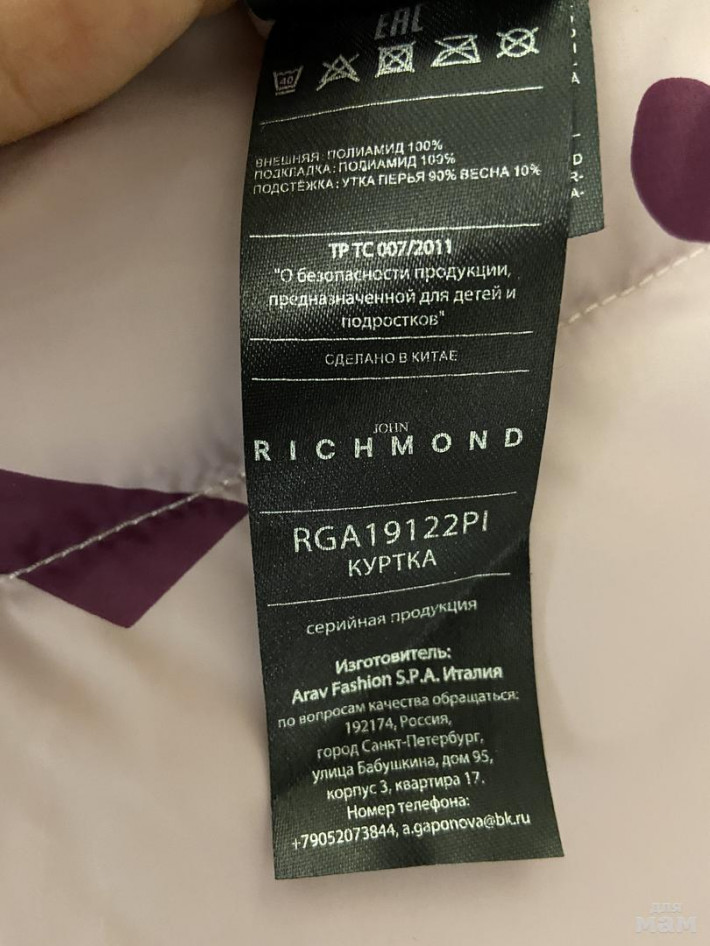 EAC
40
ВНЕШНЯЯ: ПОЛИАМИД 100%
ПОДКЛАДКА: ПОЛИАМИД 100%
ПОДСТЁЖКА: УТКА ПЕРЬЯ 90% ВЕСНА 10%
ТР ТС 007/2011
"О безопасности продукции,
предназначенной для детей и
подростков"
СДЕЛАНО В КИТАЕ
JOHN
RICHMOND
RGA19122PI
КУРТКА
серийная продукция
Изготовитель:
Arav Fashion S.P.A. Италия
по вопросам качества обращаться:
192174, Россия,
город Санкт-Петербург,
улица Бабушкина, дом 95,
корпус 3, квартира 17.
Номер телефона:
+79052073844, a.gaponova@bk.ru
для
мам